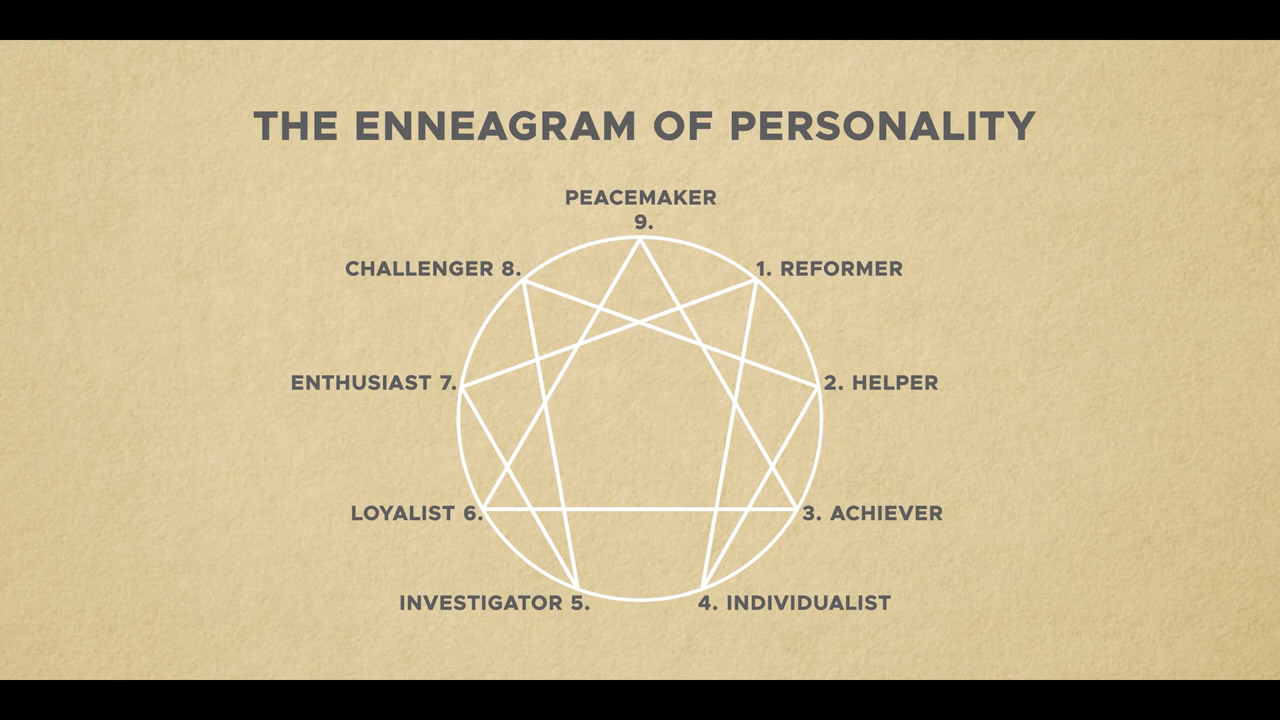 THE ENNEAGRAM OF PERSONALITY
PEACEMAKER
9.
CHALLENGER 8.
1. REFORMER
ENTHUSIAST 7.
2. HELPER
LOYALIST 6.
3. ACHIEVER
INVESTIGATOR 5.
4. INDIVIDUALIST